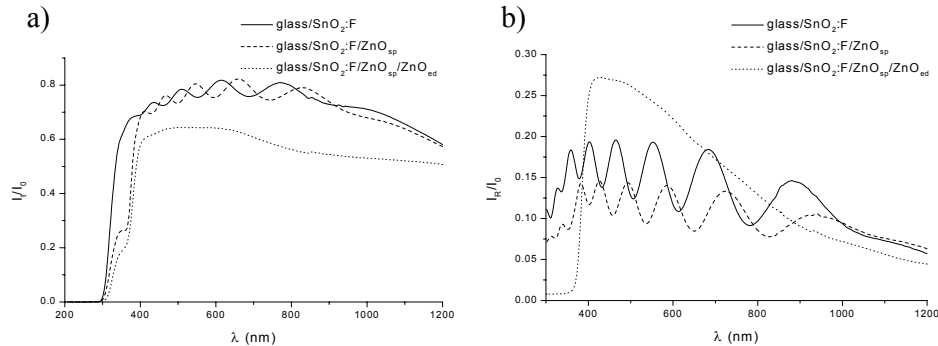 a)
glass/SnO₂:F
glass/SnO₂:F/ZnOsp
glass/SnO₂:F/ZnOsp/ZnOed
0.8
0.6
0.4
0.2
0.0
It/I0
200 400 600 800 1000 1200
λ (nm)
b)
glass/SnO₂:F
glass/SnO₂:F/ZnOsp
glass/SnO₂:F/ZnOsp/ZnOed
0.30
0.25
0.20
0.15
0.10
0.05
0.00
IR/I0
400 600 800 1000 1200
λ (nm)